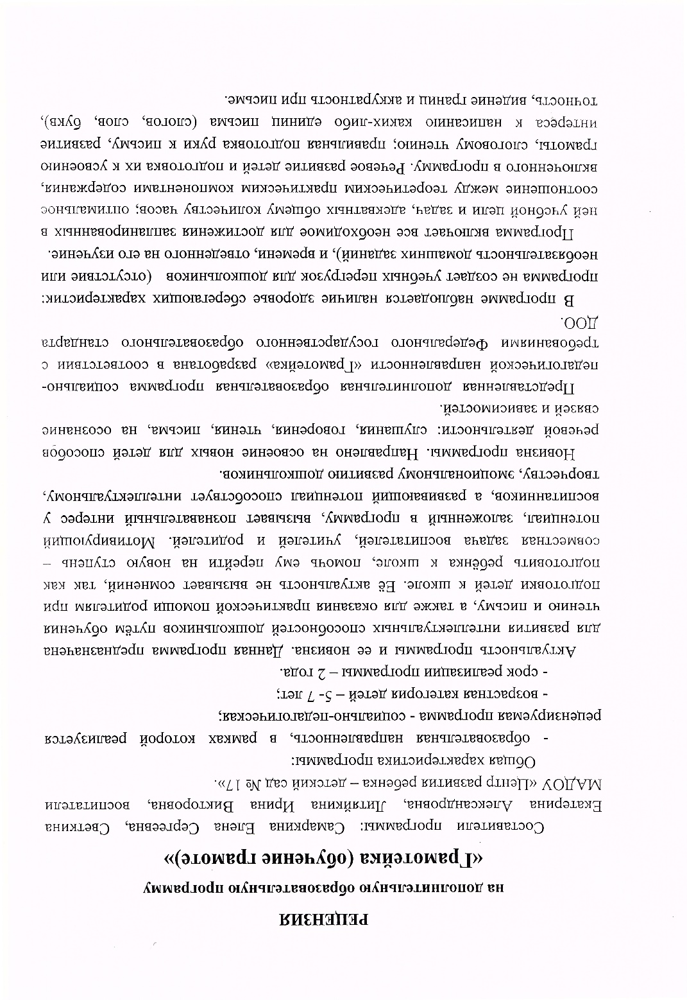 РЕЦЕНЗИЯ
на дополнительную образовательную программу
«Грамотейка (обучение грамоте)»
Составители программы: Самаркина Елена Сергеевна, Светкина
Екатерина Александровна, Литяйкина Ирина Викторовна, воспитатели
МАДОУ «Центр развития ребенка – детский сад № 17».
Общая характеристика программы:
- образовательная направленность, в рамках которой реализуется
рецензируемая программа - социально-педагогическая;
- возрастная категория детей – 5- 7 лет;
- срок реализации программы – 2 года.
Актуальность программы и ее новизна. Данная программа предназначена
для развития интеллектуальных способностей дошкольников путём обучения
чтению и письму, а также для оказания практической помощи родителям при
подготовки детей к школе. Её актуальность не вызывает сомнений, так как
подготовить ребёнка к школе, помочь ему перейти на новую ступень –
совместная задача воспитателей, учителей и родителей. Мотивирующий
потенциал, заложенный в программу, вызывает познавательный интерес у
воспитанников, а развивающий потенциал способствует интеллектуальному,
творчеству, эмоциональному развитию дошкольников.
Новизна программы. Направлено на освоение новых для детей способов
речевой деятельности: слушания, говорения, чтения, письма, на осознание
связей и зависимостей.
Представленная дополнительная образовательная программа социально-
педагогической направленности «Грамотейка» разработана в соответствии с
требованиями Федерального государственного образовательного стандарта
ДОО.
В программе наблюдается наличие здоровье сберегающих характеристик:
программа не создает учебных перегрузок для дошкольников (отсутствие или
необязательность домашних заданий), и времени, отведенного на его изучение.
Программа включает все необходимое для достижения запланированных в
ней учебной цели и задач, адекватных общему количеству часов; оптимальное
соотношение между теоретическим практическим компонентами содержания,
включенного в программу. Речевое развитие детей и подготовка их к усвоению
грамоты, слоговому чтению; правильная подготовка руки к письму, развитие
интереса к написанию каких-либо единиц письма (слогов, слов, букв),
точность, видение границ и аккуратность при письме.